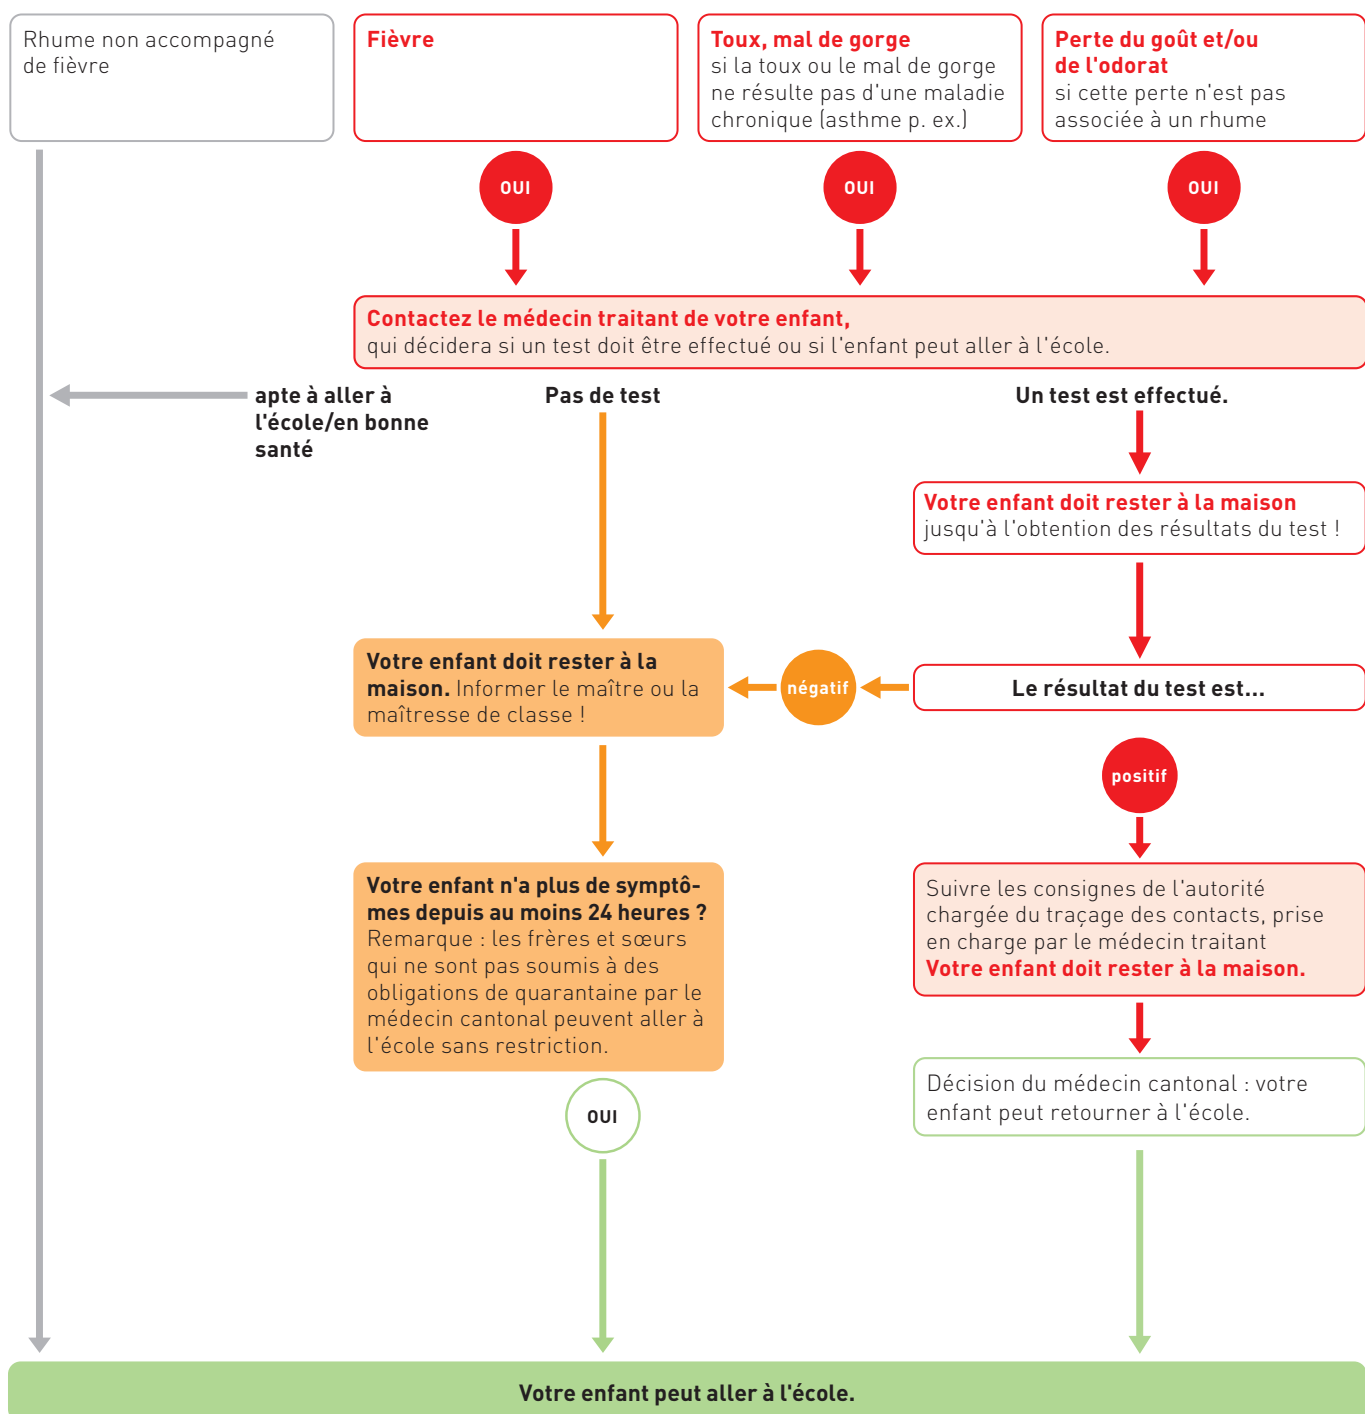 Rhume non accompagné
de fièvre
Fièvre
Toux, mal de gorge
si la toux ou le mal de gorge
ne résulte pas d'une maladie
chronique (asthme p. ex.)
Perte du goût et/ou
de l'odorat
si cette perte n'est pas
associée à un rhume
OUI
OUI
OUI
Contactez le médecin traitant de votre enfant,
qui décidera si un test doit être effectué ou si l'enfant peut aller à l'école.
apte à aller à
l'école/en bonne
santé
Pas de test
Un test est effectué.
Votre enfant doit rester à la maison
jusqu'à l'obtention des résultats du test !
Votre enfant doit rester à la
maison. Informer le maître ou la
maîtresse de classe !
négatif
Le résultat du test est...
positif
Votre enfant n'a plus de symptô-
mes depuis au moins 24 heures ?
Remarque : les frères et sœurs
qui ne sont pas soumis à des
obligations de quarantaine par le
médecin cantonal peuvent aller à
l'école sans restriction.
Suivre les consignes de l'autorité
chargée du traçage des contacts, prise
en charge par le médecin traitant
Votre enfant doit rester à la maison.
OUI
Décision du médecin cantonal : votre
enfant peut retourner à l'école.
Votre enfant peut aller à l'école.